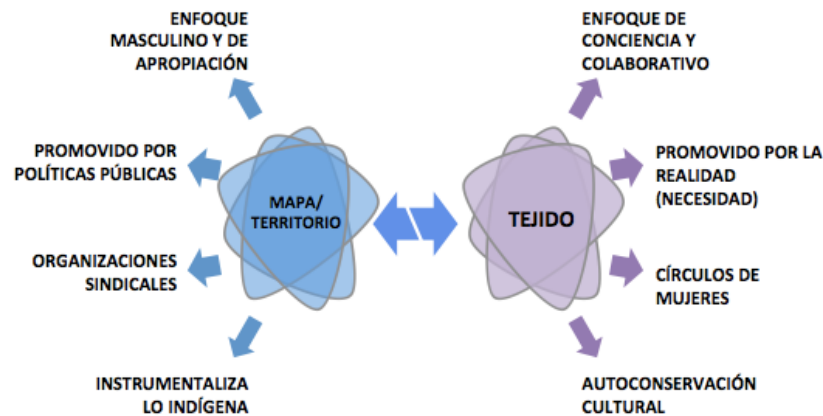 ENFOQUE
MASCULINO Y DE
APROPIACIÓN
PROMOVIDO POR
POLÍTICAS PÚBLICAS
ORGANIZACIONES
SINDICALES
INSTRUMENTALIZA
LO INDÍGENA
MAPA/
TERRITORIO
TEJIDO
ENFOQUE DE
CONCIENCIA Y
COLABORATIVO
PROMOVIDO POR LA
REALIDAD
(NECESIDAD)
CÍRCULOS DE
MUJERES
AUTOCONSERVACIÓN
CULTURAL